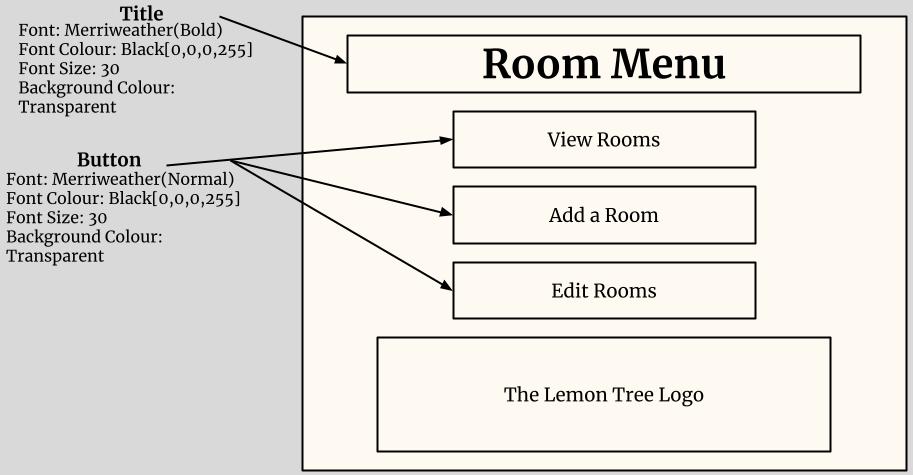 Title
Font: Merriweather(Bold)
Font Colour: Black[0,0,0,255]
Font Size: 30
Background Colour:
Transparent
Button
Font: Merriweather(Normal)
Font Colour: Black[0,0,0,255]
Font Size: 30
Background Colour:
Transparent
Room Menu
View Rooms
Add a Room
Edit Rooms
The Lemon Tree Logo